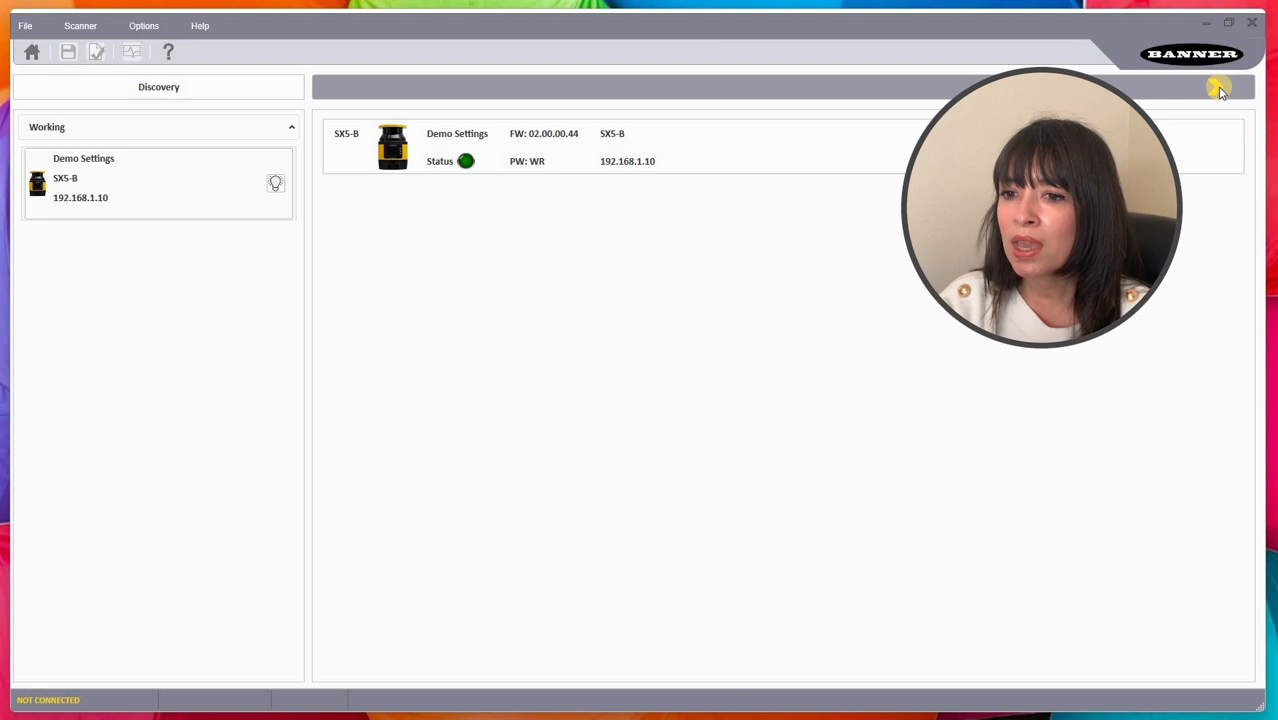 File Scanner Options Help
BANNER
Discovery
Working
Demo Settings
SX5-B
192.168.1.10
SX5-B Demo Settings FW: 02.00.00.44 SX5-B
Status PW: WR 192.168.1.10
NOT CONNECTED